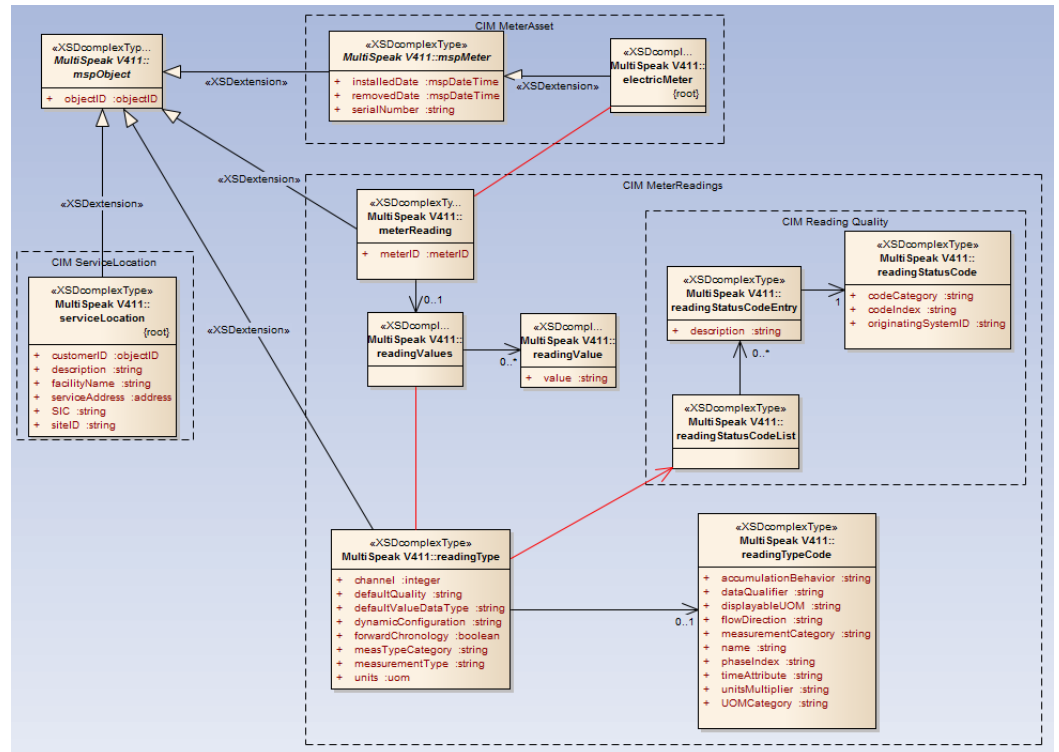 CIM MeterAsset
«XSDcomplexTyp...
MultiSpeak V411::
mspObject
+ objectID :objectID
«XSDextension»
«XSDcomplexType»
MultiSpeak V411::mspMeter
+ installedDate :mspDateTime
+ removedDate :mspDateTime
+ serialNumber :string
«XSDextension»
«XSDcompl...
MultiSpeak V411::
electricMeter
{root}
«XSDextension»
«XSDextension»
«XSDextension»
CIM ServiceLocation
«XSDcomplexType»
MultiSpeak V411::
serviceLocation
{root}
+ customerID :objectID
+ description :string
+ facilityName :string
+ serviceAddress :address
+ SIC :string
+ siteID :string
CIM MeterReadings
«XSDcomplexTy...
MultiSpeak V411::
meterReading
+ meterID :meterID
0..1
«XSDcompl...
MultiSpeak V411::
readingValues
0..*
«XSDcompl...
MultiSpeak V411::
readingValue
+ value :string
CIM Reading Quality
«XSDcomplexType»
MultiSpeak V411::
readingStatusCodeEntry
+ description :string
1
«XSDcomplexType»
MultiSpeak V411::
readingStatusCode
+ codeCategory :string
+ codeIndex :string
+ originatingSystemID :string
0..*
«XSDcomplexType»
MultiSpeak V411::
readingStatusCodeList
«XSDcomplexType»
MultiSpeak V411::readingType
+ channel :integer
+ defaultQuality :string
+ defaultValueDataType :string
+ dynamicConfiguration :string
+ forwardChronology :boolean
+ measTypeCategory :string
+ measurementType :string
+ units :uom
0..1
«XSDcomplexType»
MultiSpeak V411::
readingTypeCode
+ accumulationBehavior :string
+ dataQualifier :string
+ displayableUOM :string
+ flowDirection :string
+ measurementCategory :string
+ name :string
+ phaseIndex :string
+ timeAttribute :string
+ unitsMultiplier :string
+ UOMCategory :string